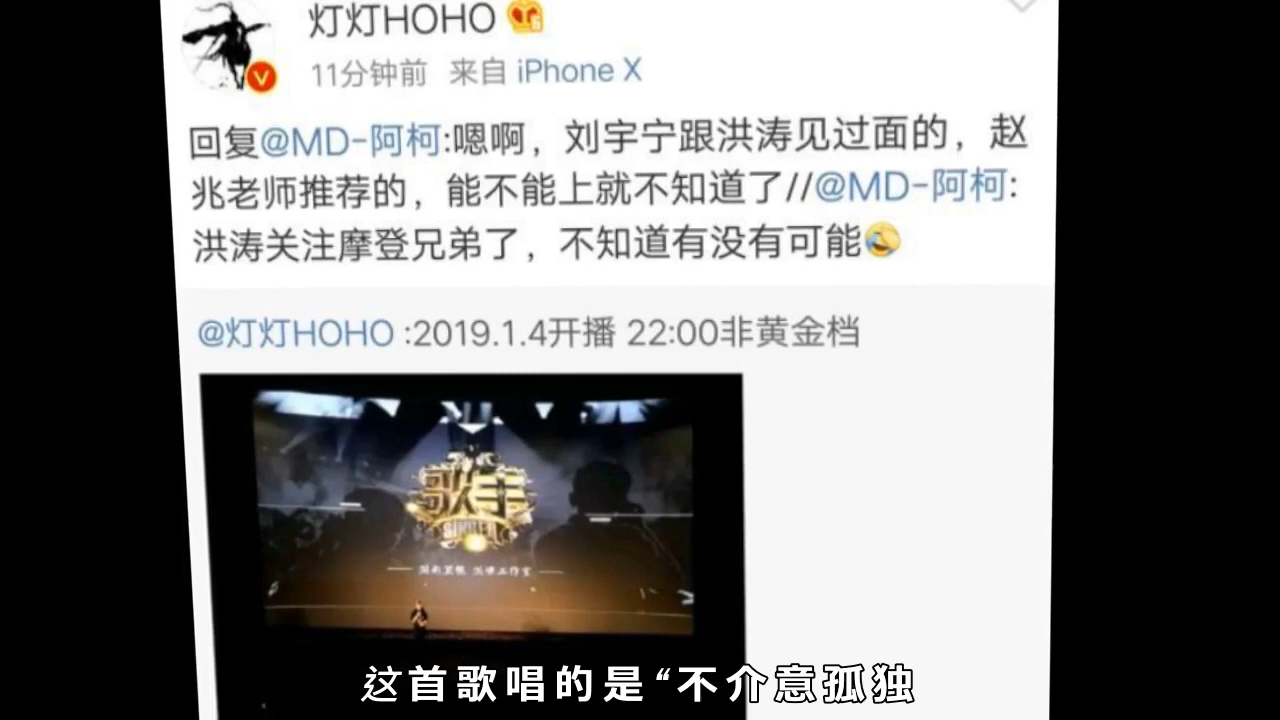 灯灯HOHO
11分钟前 来自 iPhone X
回复@MD-阿柯:嗯啊，刘宇宁跟洪涛见过面的，赵
兆老师推荐的，能不能上就不知道了//@MD-阿柯:
洪涛关注摩登兄弟了，不知道有没有可能
@灯灯HOHO :2019.1.4开播 22:00非黄金档
歌手
SINGER
这首歌唱的是“不介意孤独